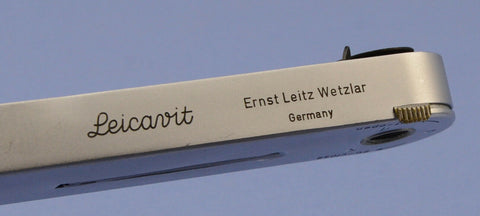 Leicavit
Ernst Leitz Wetzlar
Germany